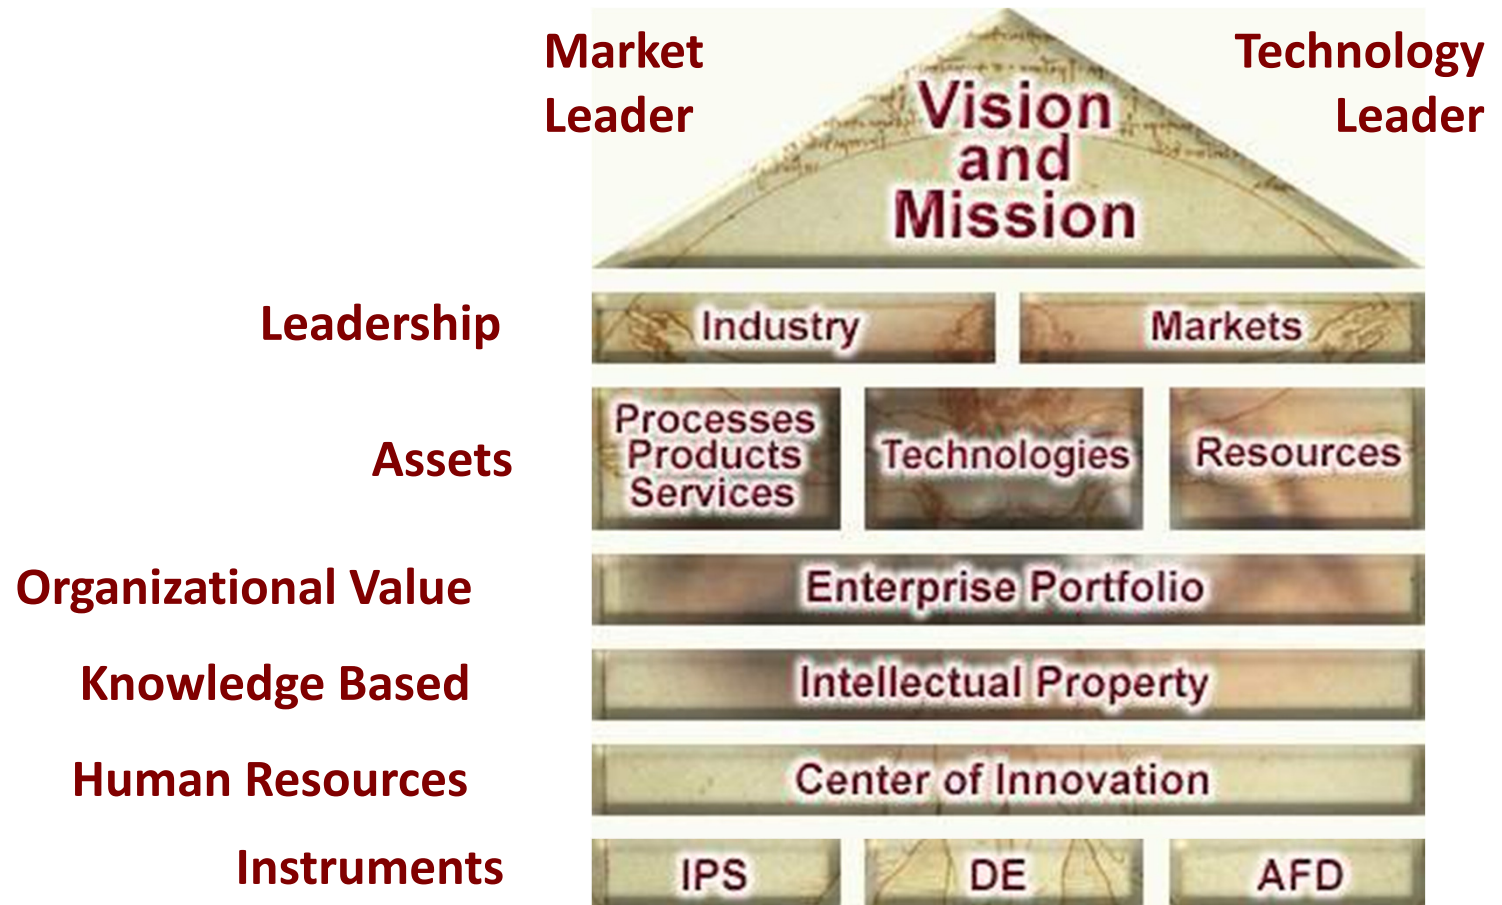 Market
Leader
Technology
Leader
Vision
and
Mission
Leadership
Industry
Markets
Assets
Processes
Products
Services
Technologies
Resources
Organizational Value
Enterprise Portfolio
Knowledge Based
Intellectual Property
Human Resources
Center of Innovation
Instruments
IPS
DE
AFD